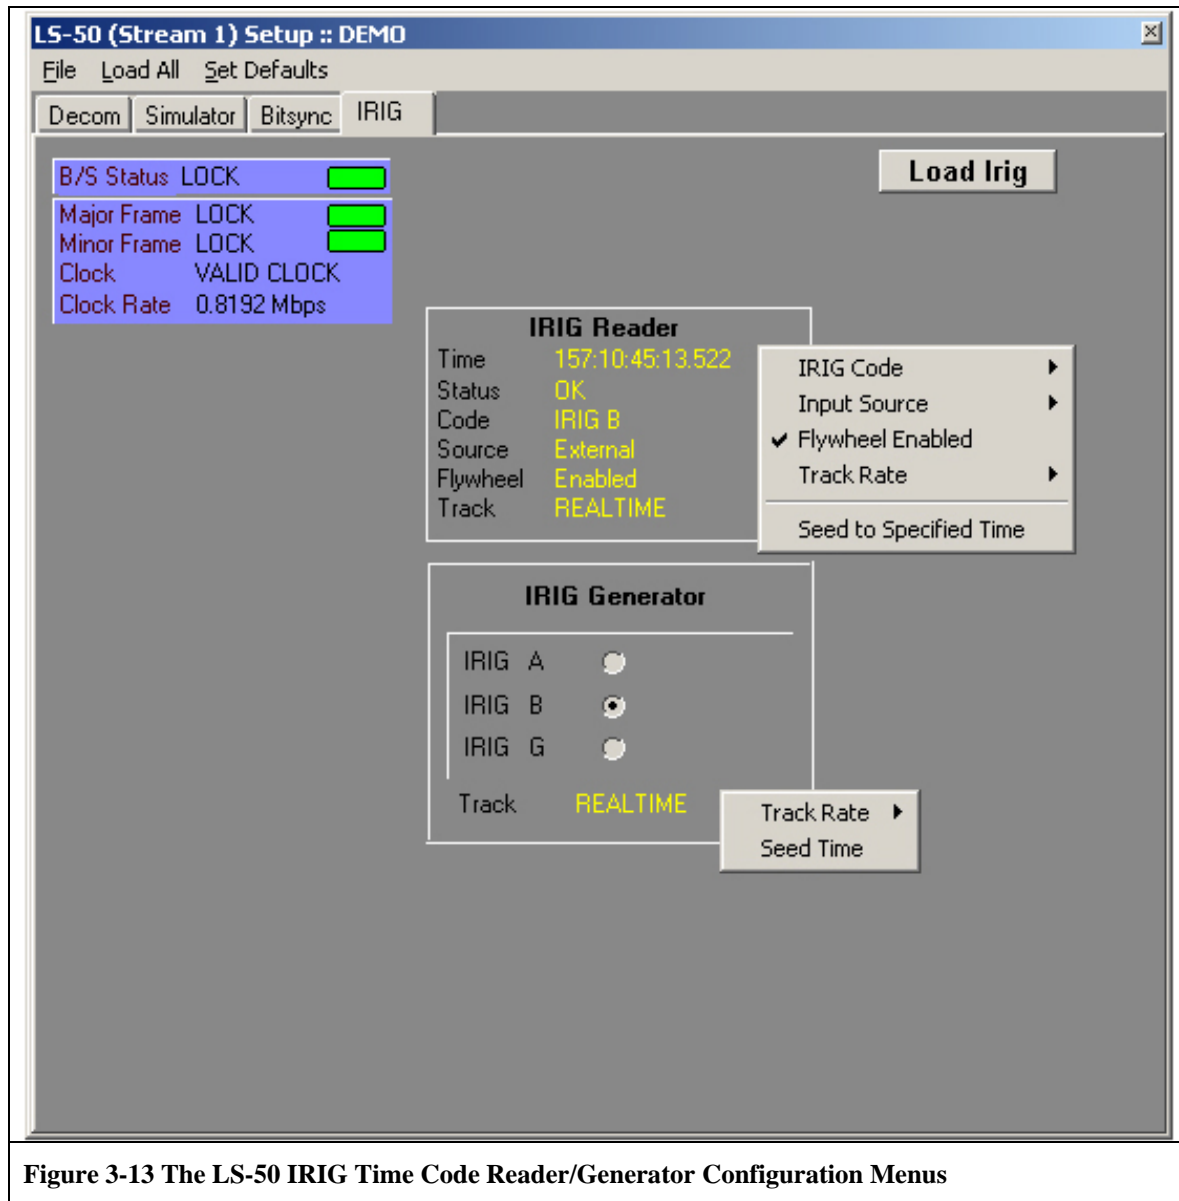 LS-50 (Stream 1) Setup :: DEMO
File Load All Set Defaults
Decom Simulator Bitsync IRIG
B/S Status LOCK
Load Irig
Major Frame LOCK
Minor Frame LOCK
Clock VALID CLOCK
Clock Rate 0.8192 Mbps
IRIG Reader
Time 157:10:45:13.522
Status OK
Code IRIG B
Source External
Flywheel Enabled
Track REALTIME
IRIG Code
Input Source
Flywheel Enabled
Track Rate
Seed to Specified Time
IRIG Generator
IRIG A
IRIG B
IRIG G
Track REALTIME
Track Rate
Seed Time
Figure 3-13 The LS-50 IRIG Time Code Reader/Generator Configuration Menus